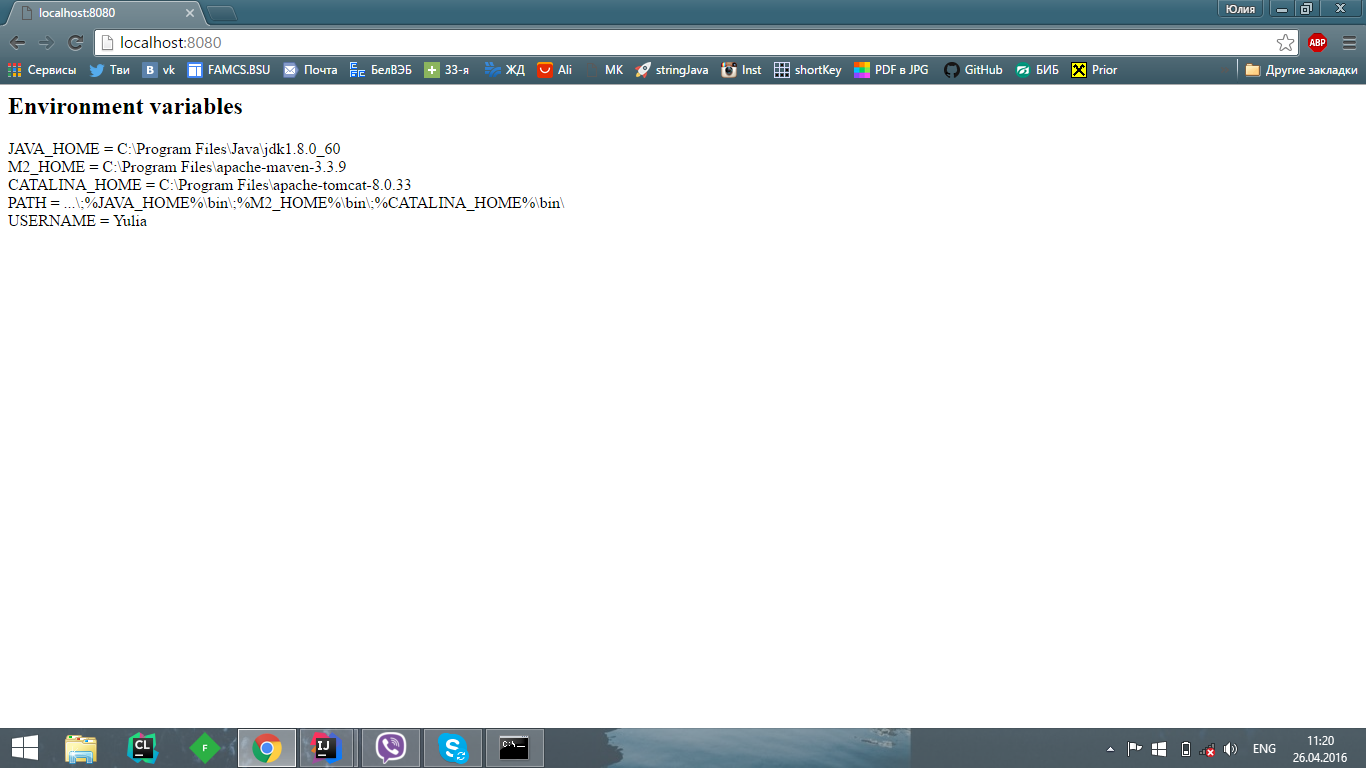 localhost:8080
Юлия
localhost:8080
ABP
Сервисы Тви B vk FAMCS.BSU Почта БелВЭБ 33-я ЖД Ali MK stringJava Inst shortKey PDF в JPG GitHub БИБ Prior Другие закладки
Environment variables
JAVA_HOME = C:\Program Files\Java\jdk1.8.0_60
M2_HOME = C:\Program Files\apache-maven-3.3.9
CATALINA_HOME = C:\Program Files\apache-tomcat-8.0.33
PATH = ...\;%JAVA_HOME%\bin\;%M2_HOME%\bin\;%CATALINA_HOME%\bin\
USERNAME = Yulia
CL F IJ C:\ ENG 11:20
26.04.2016